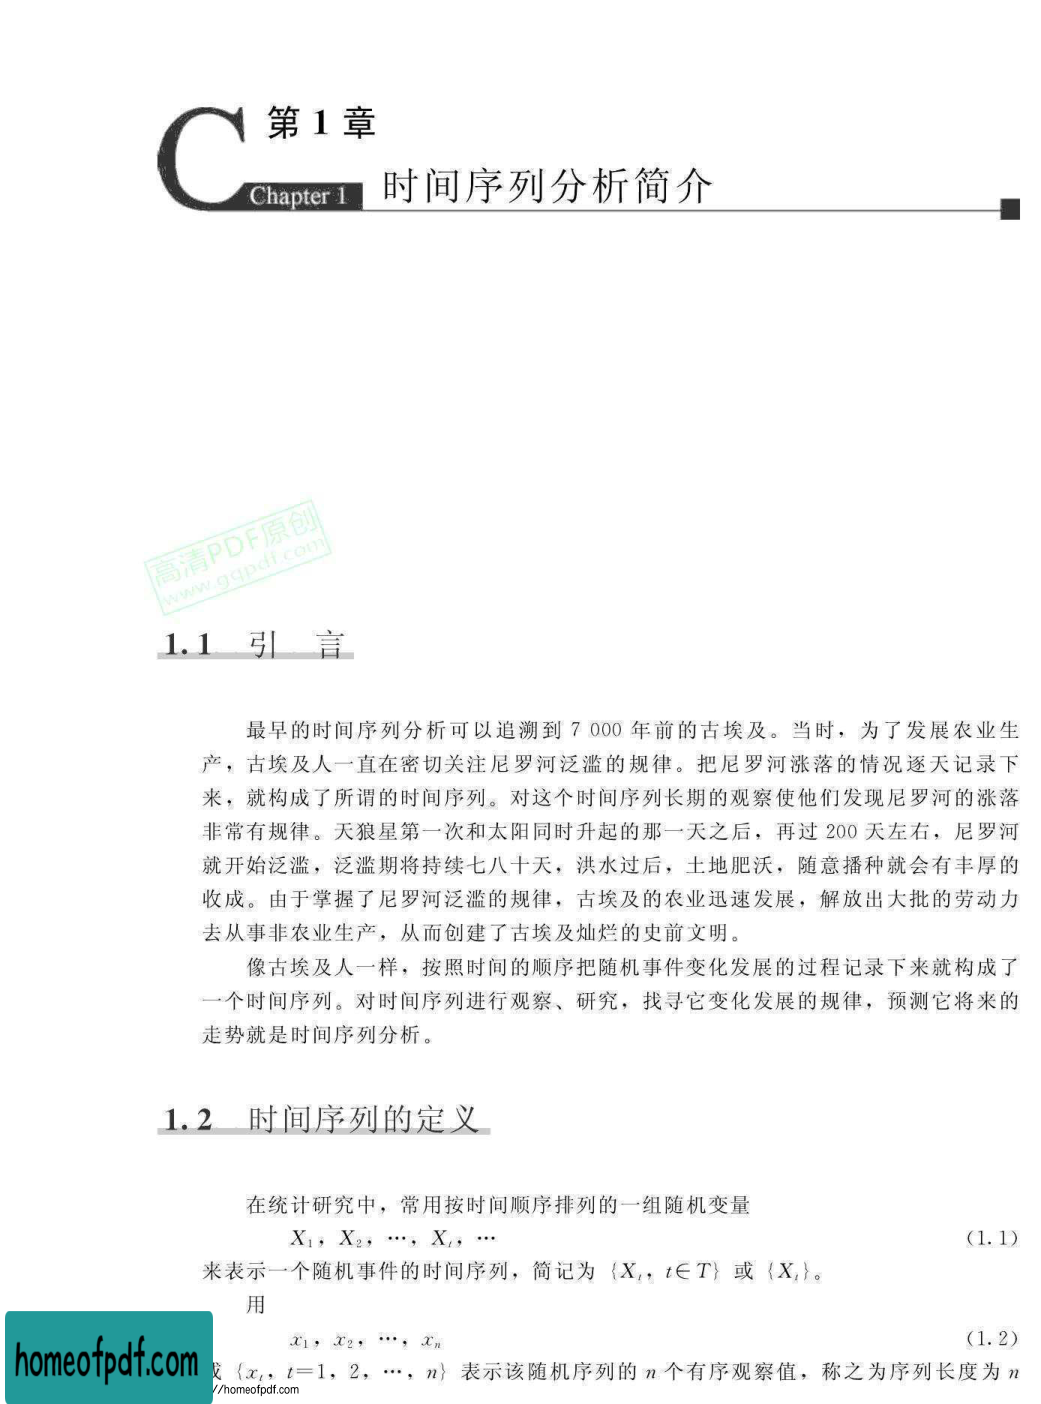 第 1 章
Chapter 1
时间序列分析简介
高清PDF原创
www.gqpdf.com
1.1 引 言
最早的时间序列分析可以追溯到 7 000 年前的古埃及。当时，为了发展农业生
产，古埃及人一直在密切关注尼罗河泛滥的规律。把尼罗河涨落的情况逐天记录下
来，就构成了所谓的时间序列。对这个时间序列长期的观察使他们发现尼罗河的涨落
非常有规律。天狼星第一次和太阳同时升起的那一天之后，再过 200 天左右，尼罗河
就开始泛滥，泛滥期将持续七八十天，洪水过后，土地肥沃，随意播种就会有丰厚的
收成。由于掌握了尼罗河泛滥的规律，古埃及的农业迅速发展，解放出大批的劳动力
去从事非农业生产，从而创建了古埃及灿烂的史前文明。
像古埃及人一样，按照时间的顺序把随机事件变化发展的过程记录下来就构成了
一个时间序列。对时间序列进行观察、研究，找寻它变化发展的规律，预测它将来的
走势就是时间序列分析。
1.2 时间序列的定义
在统计研究中，常用按时间顺序排列的一组随机变量
X₁，X₂，…，Xₜ，… (1.1)
来表示一个随机事件的时间序列，简记为 {Xₜ，t∈T} 或 {Xₜ}。
用
x₁，x₂，…，xₙ (1.2)
或 {xₜ，t=1，2，…，n} 表示该随机序列的 n 个有序观察值，称之为序列长度为 n
homeofpdf.com
//homeofpdf.com